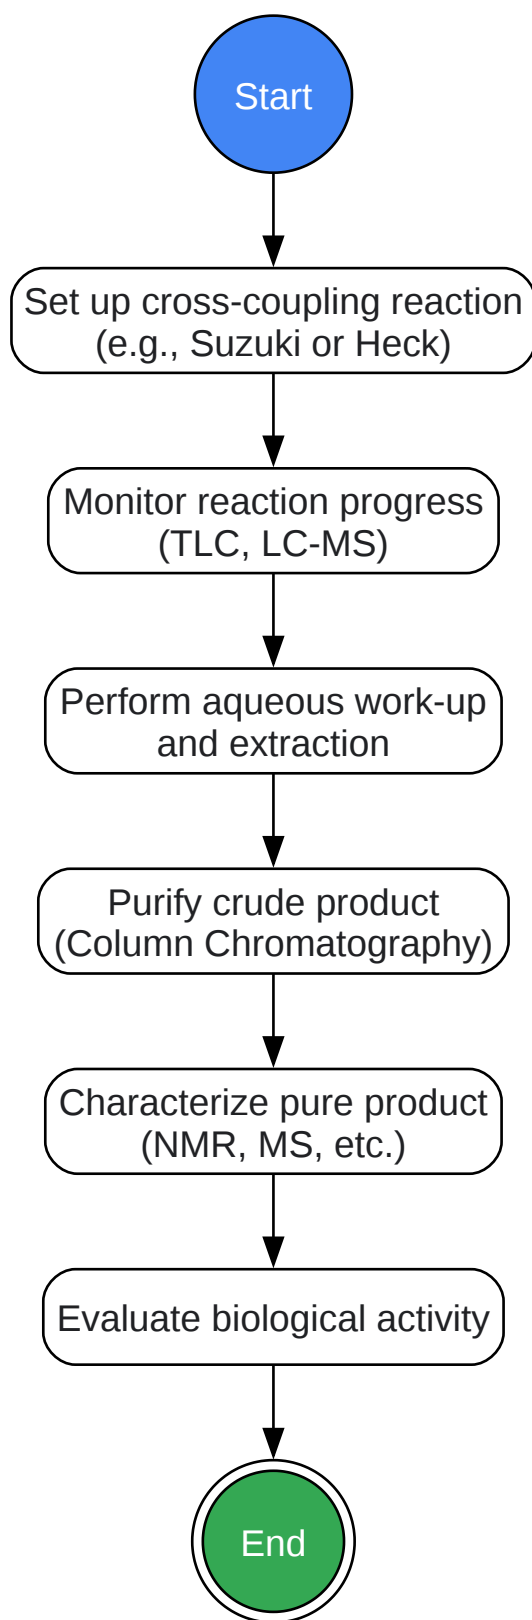 Start
Set up cross-coupling reaction
(e.g., Suzuki or Heck)
Monitor reaction progress
(TLC, LC-MS)
Perform aqueous work-up
and extraction
Purify crude product
(Column Chromatography)
Characterize pure product
(NMR, MS, etc.)
Evaluate biological activity
End